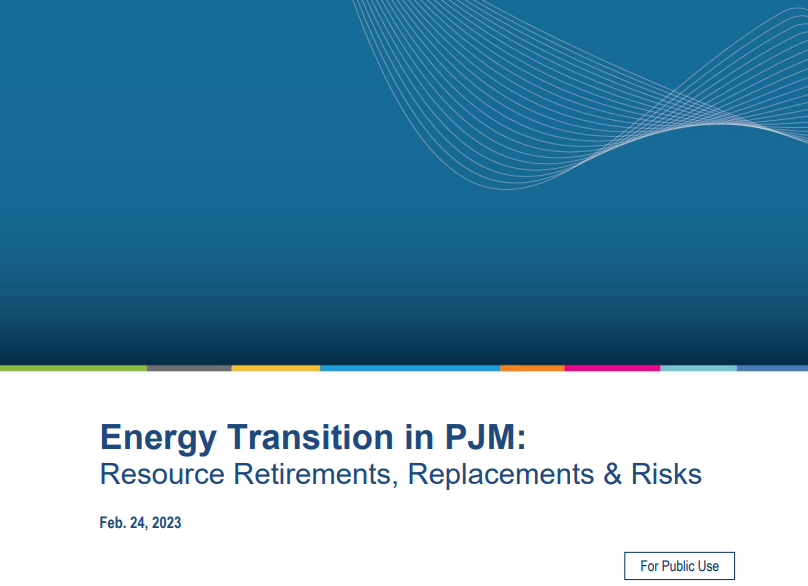 Energy Transition in PJM:
Resource Retirements, Replacements & Risks
Feb. 24, 2023
For Public Use